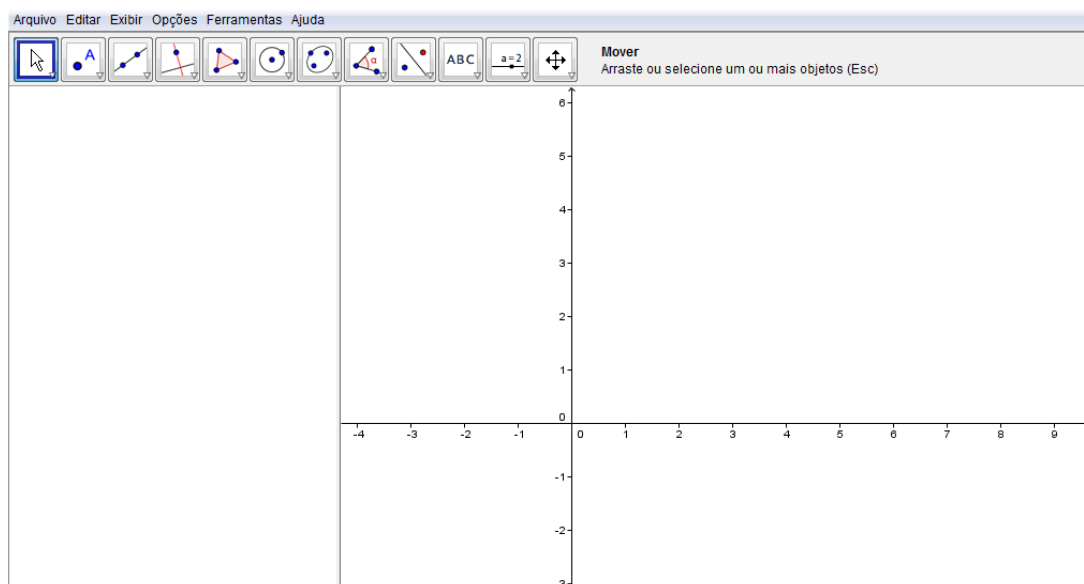 Arquivo Editar Exibir Opções Ferramentas Ajuda
A
α
ABC
a=2
Mover
Arraste ou selecione um ou mais objetos (Esc)
6
5
4
3
2
1
0
-4 -3 -2 -1 0 1 2 3 4 5 6 7 8 9
-1
-2
-3